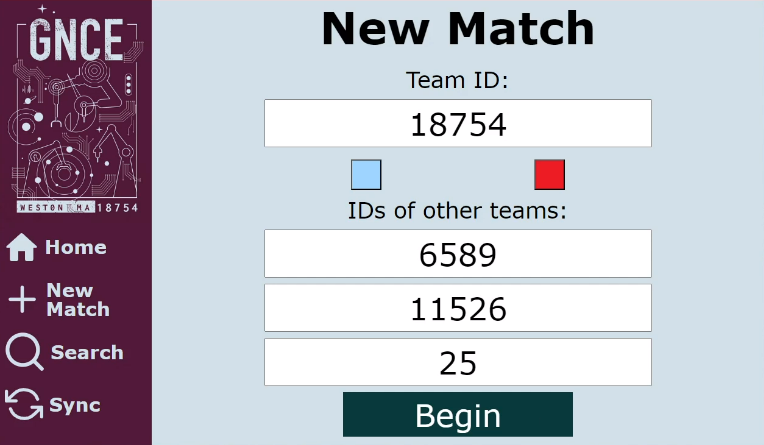 GNCE
WESTON MA 18754
Home
New
Match
Search
Sync
New Match
Team ID:
18754
IDs of other teams:
6589
11526
25
Begin